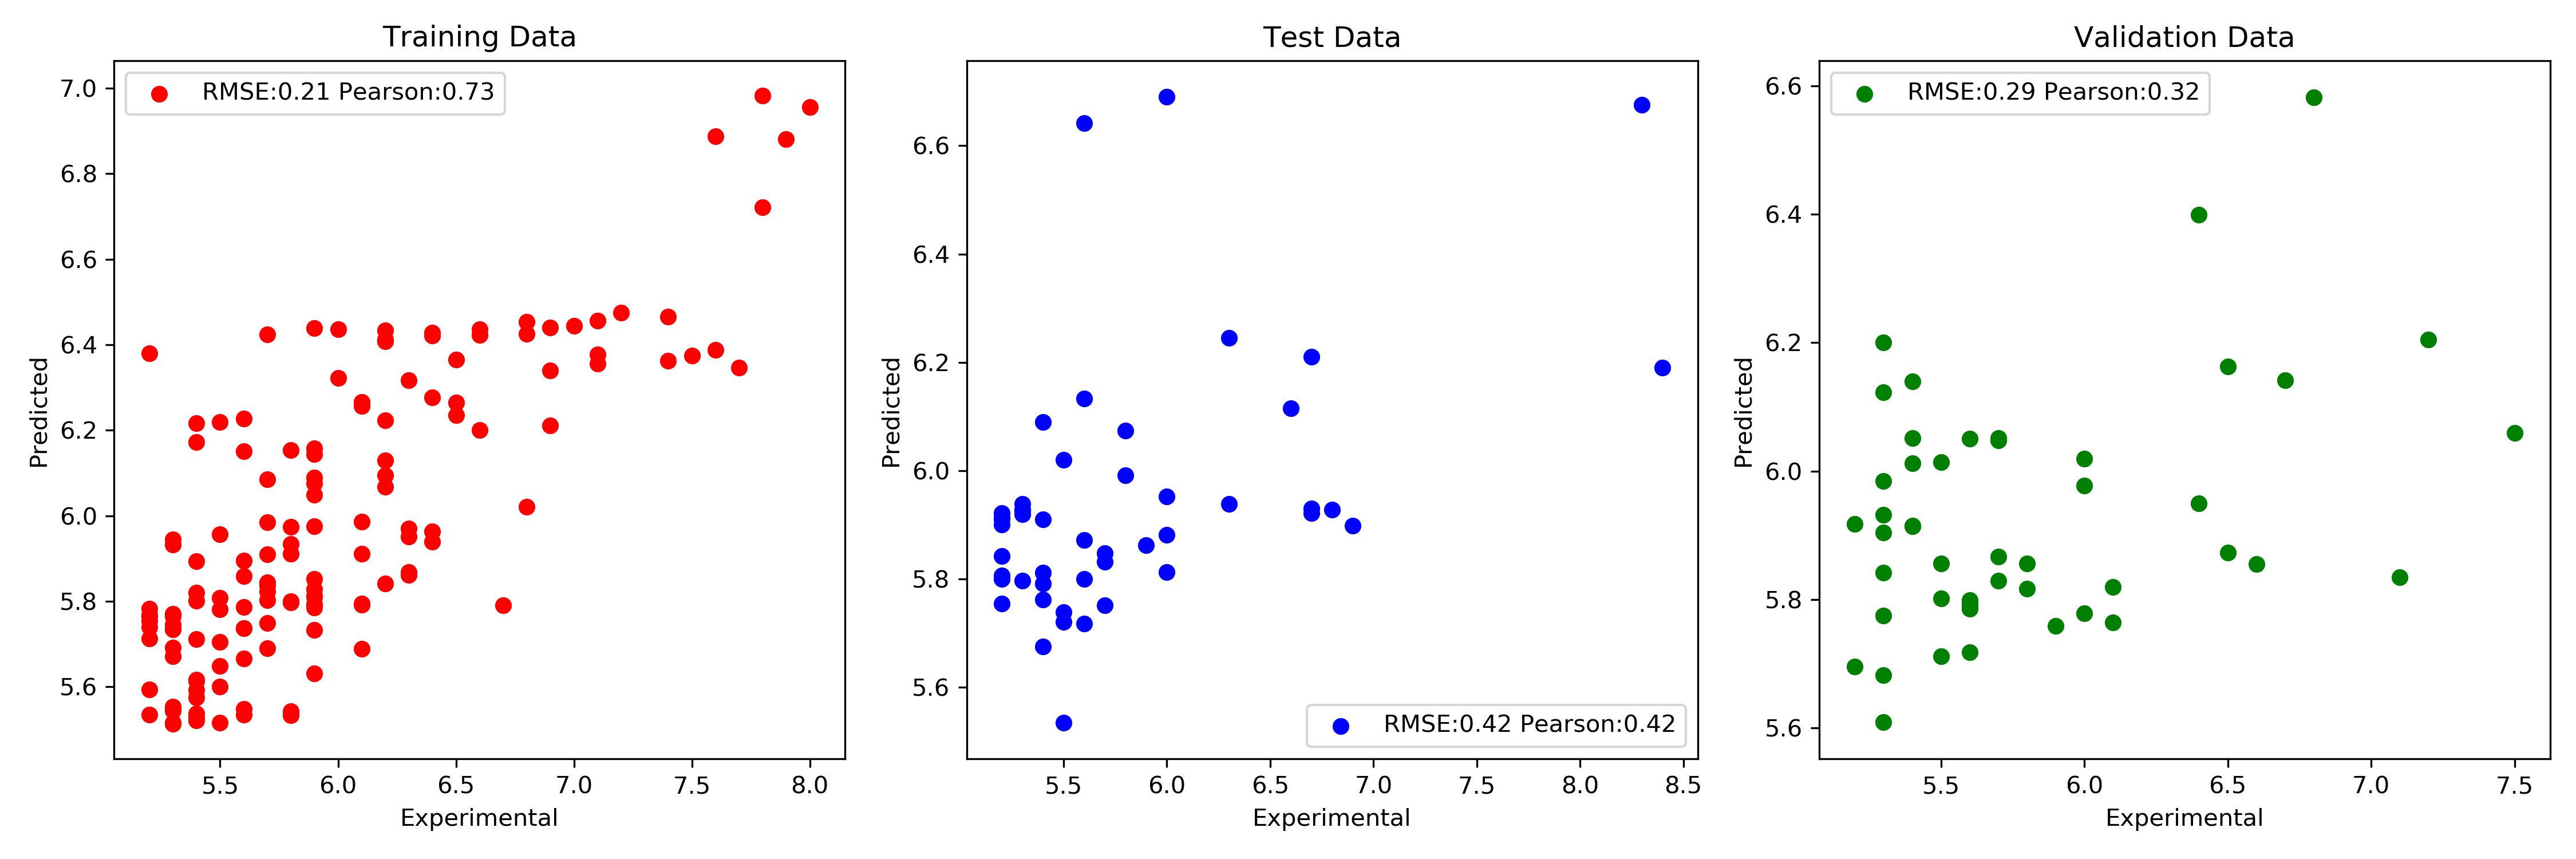 Training Data
RMSE:0.21 Pearson:0.73
7.0
6.8
6.6
6.4
6.2
6.0
5.8
5.6
Predicted
5.5 6.0 6.5 7.0 7.5 8.0
Experimental
Test Data
6.6
6.4
6.2
6.0
5.8
5.6
Predicted
RMSE:0.42 Pearson:0.42
5.5 6.0 6.5 7.0 7.5 8.0 8.5
Experimental
Validation Data
RMSE:0.29 Pearson:0.32
6.6
6.4
6.2
6.0
5.8
5.6
Predicted
5.5 6.0 6.5 7.0 7.5
Experimental